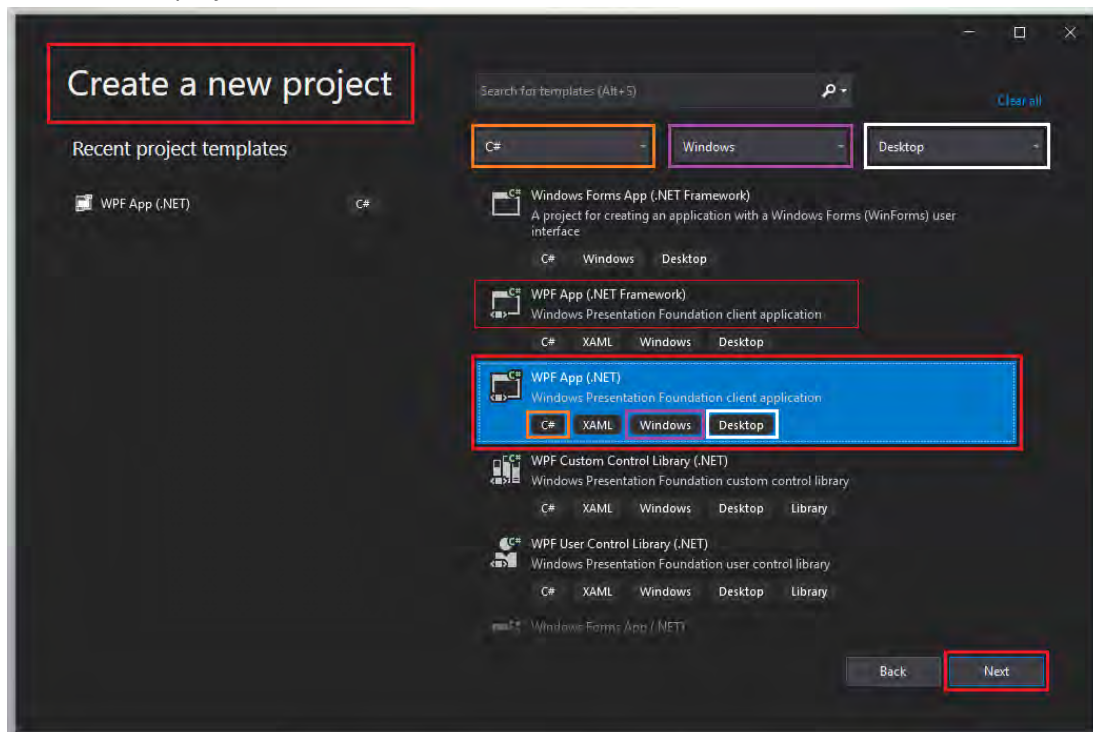 Create a new project
Search for templates (Alt+S)
Clear all
Recent project templates
C# Windows Desktop
WPF App (.NET) C#
Windows Forms App (.NET Framework)
A project for creating an application with a Windows Forms (WinForms) user
interface
C# Windows Desktop
WPF App (.NET Framework)
Windows Presentation Foundation client application
C# XAML Windows Desktop
WPF App (.NET)
Windows Presentation Foundation client application
C# XAML Windows Desktop
WPF Custom Control Library (.NET)
Windows Presentation Foundation custom control library
C# XAML Windows Desktop Library
WPF User Control Library (.NET)
Windows Presentation Foundation user control library
C# XAML Windows Desktop Library
Windows Forms App (.NET)
Back Next